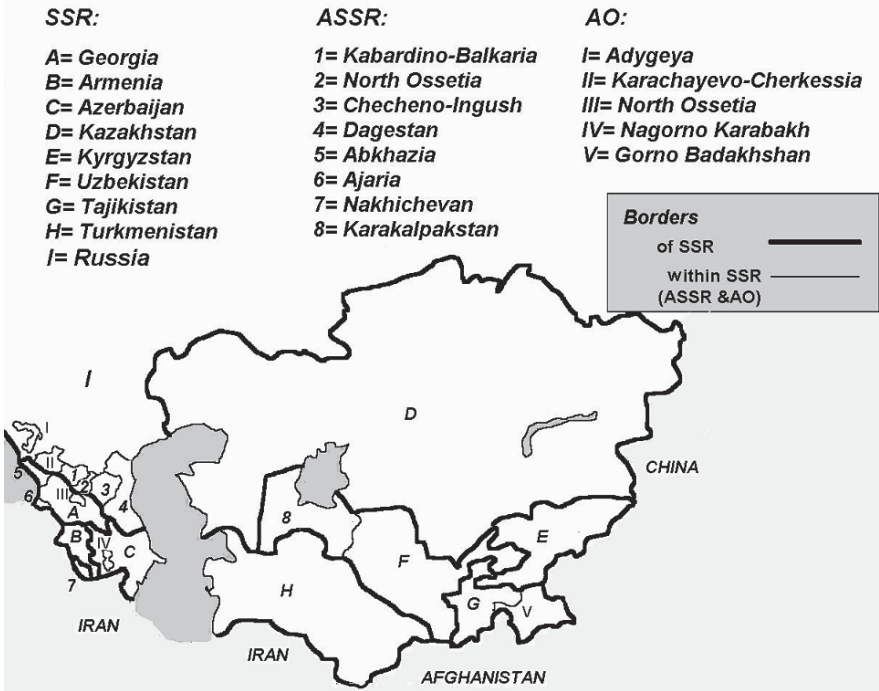 SSR:
A= Georgia
B= Armenia
C= Azerbaijan
D= Kazakhstan
E= Kyrgyzstan
F= Uzbekistan
G= Tajikistan
H= Turkmenistan
I= Russia
ASSR:
1= Kabardino-Balkaria
2= North Ossetia
3= Checheno-Ingush
4= Dagestan
5= Abkhazia
6= Ajaria
7= Nakhichevan
8= Karakalpakstan
AO:
I= Adygeya
II= Karachayevo-Cherkessia
III= North Ossetia
IV= Nagorno Karabakh
V= Gorno Badakhshan
Borders
of SSR
within SSR
(ASSR &AO)
I
D
I
II
1
2
3
5
III
6
A
4
CHINA
8
B
IV
C
F
E
7
H
G
V
IRAN
IRAN
AFGHANISTAN